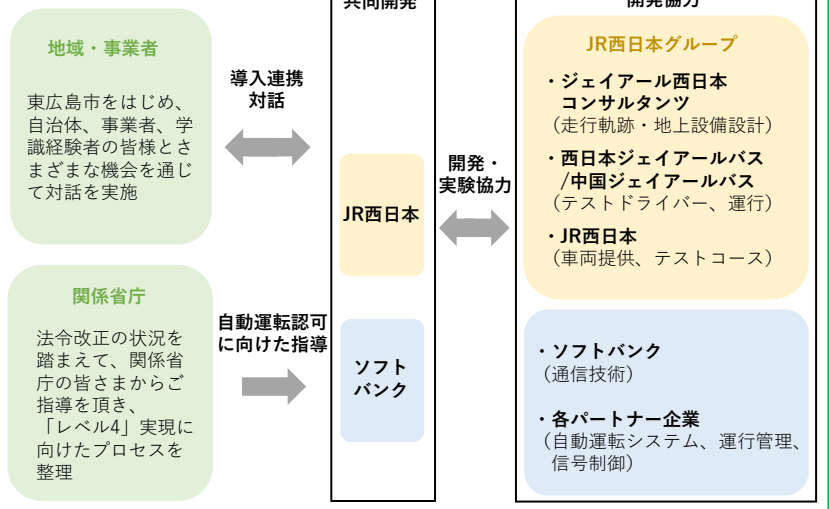 共同開発
開発協力
地域・事業者
東広島市をはじめ、
自治体、事業者、学
識経験者の皆様とさ
まざまな機会を通じ
て対話を実施
導入連携
対話
関係省庁
法令改正の状況を
踏まえて、関係省
庁の皆さまからご
指導を頂き、
「レベル4」実現に
向けたプロセスを
整理
自動運転認可
に向けた指導
JR西日本
ソフト
バンク
開発・
実験協力
JR西日本グループ
・ジェイアール西日本
コンサルタンツ
（走行軌跡・地上設備設計）
・西日本ジェイアールバス
/中国ジェイアールバス
（テストドライバー、運行）
・JR西日本
（車両提供、テストコース）
・ソフトバンク
（通信技術）
・各パートナー企業
（自動運転システム、運行管理、
信号制御）